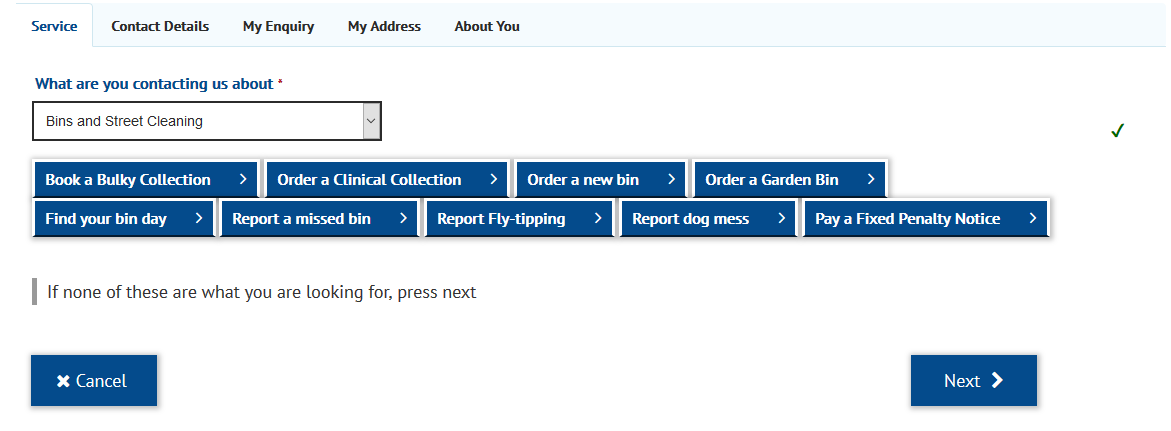 Service Contact Details My Enquiry My Address About You
What are you contacting us about *
Bins and Street Cleaning
Book a Bulky Collection Order a Clinical Collection Order a new bin Order a Garden Bin
Find your bin day Report a missed bin Report Fly-tipping Report dog mess Pay a Fixed Penalty Notice
If none of these are what you are looking for, press next
Cancel Next